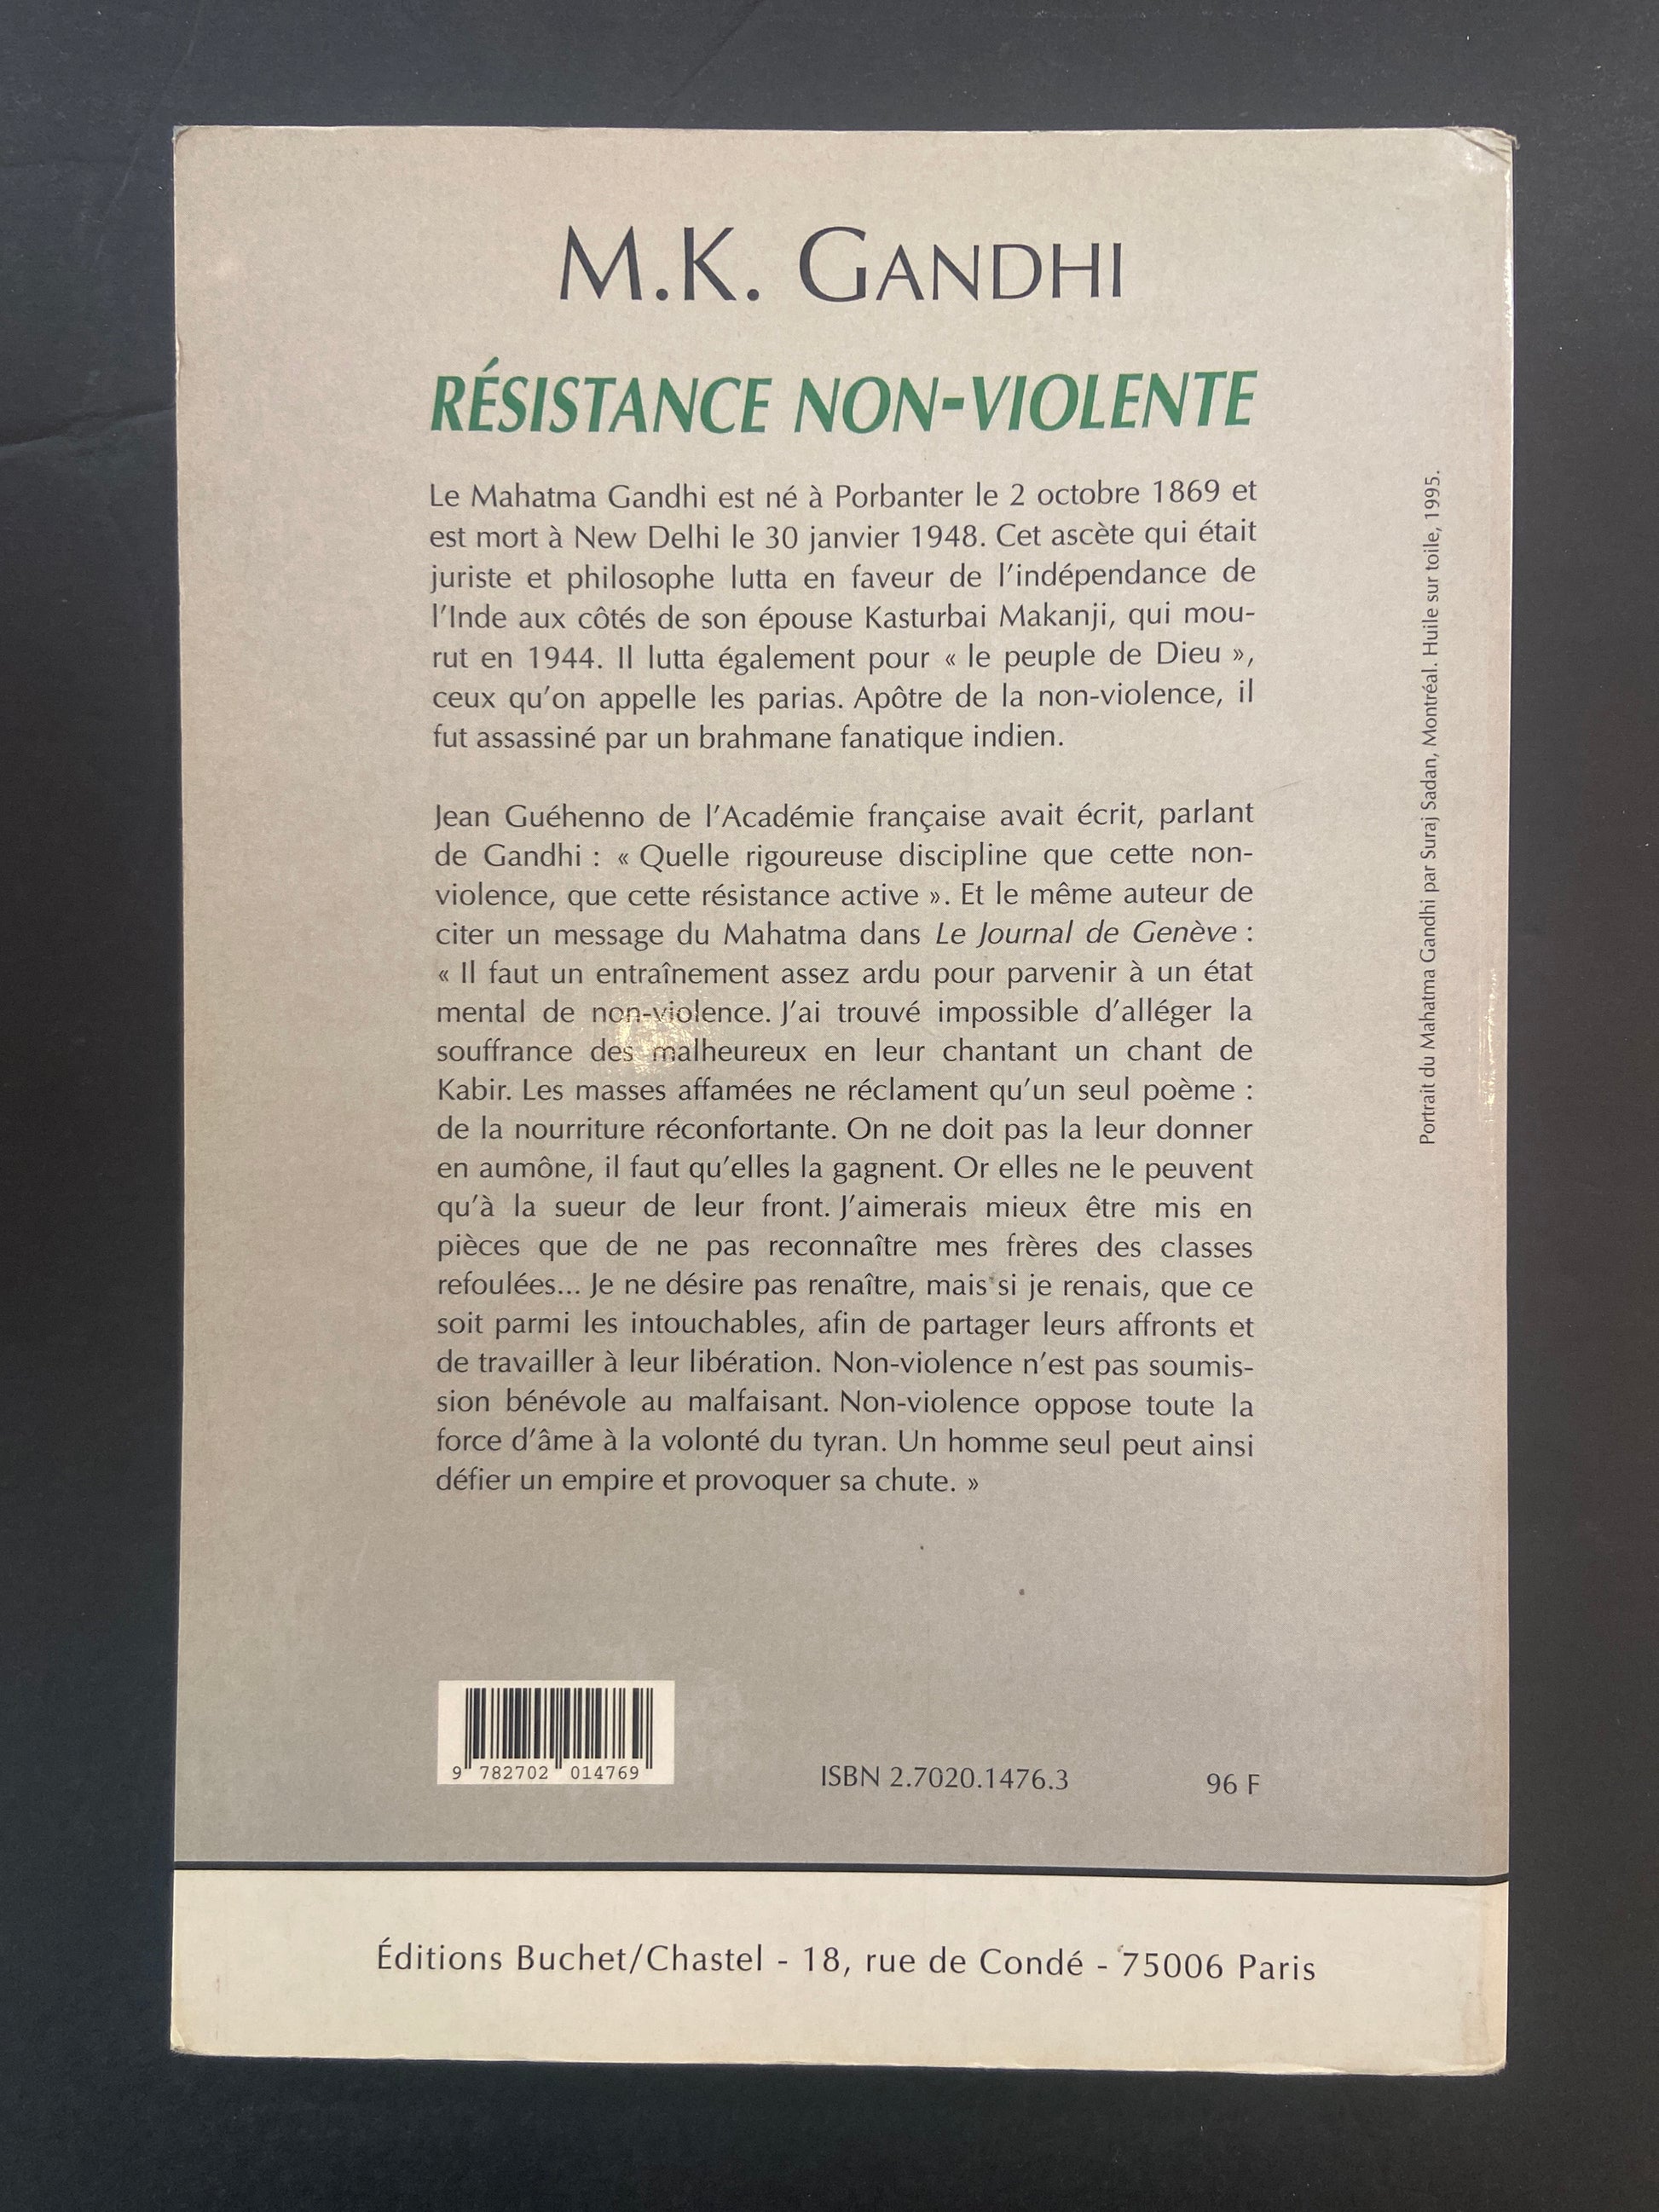 M.K. GANDHI
RÉSISTANCE NON-VIOLENTE
Le Mahatma Gandhi est né à Porbanter le 2 octobre 1869 et
est mort à New Delhi le 30 janvier 1948. Cet ascète qui était
juriste et philosophe lutta en faveur de l'indépendance de
l'Inde aux côtés de son épouse Kasturbai Makanji, qui mou-
rut en 1944. Il lutta également pour « le peuple de Dieu »,
ceux qu'on appelle les parias. Apôtre de la non-violence, il
fut assassiné par un brahmane fanatique indien.
Jean Guéhenno de l'Académie française avait écrit, parlant
de Gandhi : « Quelle rigoureuse discipline que cette non-
violence, que cette résistance active ». Et le même auteur de
citer un message du Mahatma dans Le Journal de Genève :
« Il faut un entraînement assez ardu pour parvenir à un état
mental de non-violence. J'ai trouvé impossible d'alléger la
souffrance des malheureux en leur chantant un chant de
Kabir. Les masses affamées ne réclament qu'un seul poème :
de la nourriture réconfortante. On ne doit pas la leur donner
en aumône, il faut qu'elles la gagnent. Or elles ne le peuvent
qu'à la sueur de leur front. J'aimerais mieux être mis en
pièces que de ne pas reconnaître mes frères des classes
refoulées... Je ne désire pas renaître, mais si je renais, que ce
soit parmi les intouchables, afin de partager leurs affronts et
de travailler à leur libération. Non-violence n'est pas soumis-
sion bénévole au malfaisant. Non-violence oppose toute la
force d'âme à la volonté du tyran. Un homme seul peut ainsi
défier un empire et provoquer sa chute. »
Portrait du Mahatma Gandhi par Suraj Sadan, Montréal. Huile sur toile, 1995.
9 782702 014769
ISBN 2.7020.1476.3
96 F
Éditions Buchet/Chastel - 18, rue de Condé - 75006 Paris